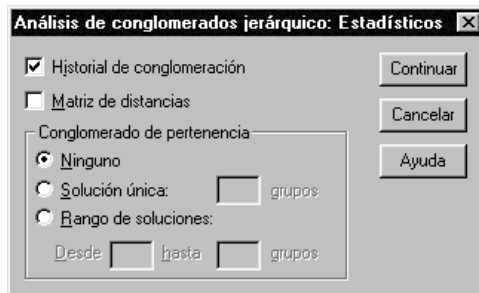 Análisis de conglomerados jerárquico: Estadísticos
Historial de conglomeración
Matriz de distancias
Conglomerado de pertenencia
Ninguno
Solución única: grupos
Rango de soluciones:
Desde hasta grupos
Continuar
Cancelar
Ayuda